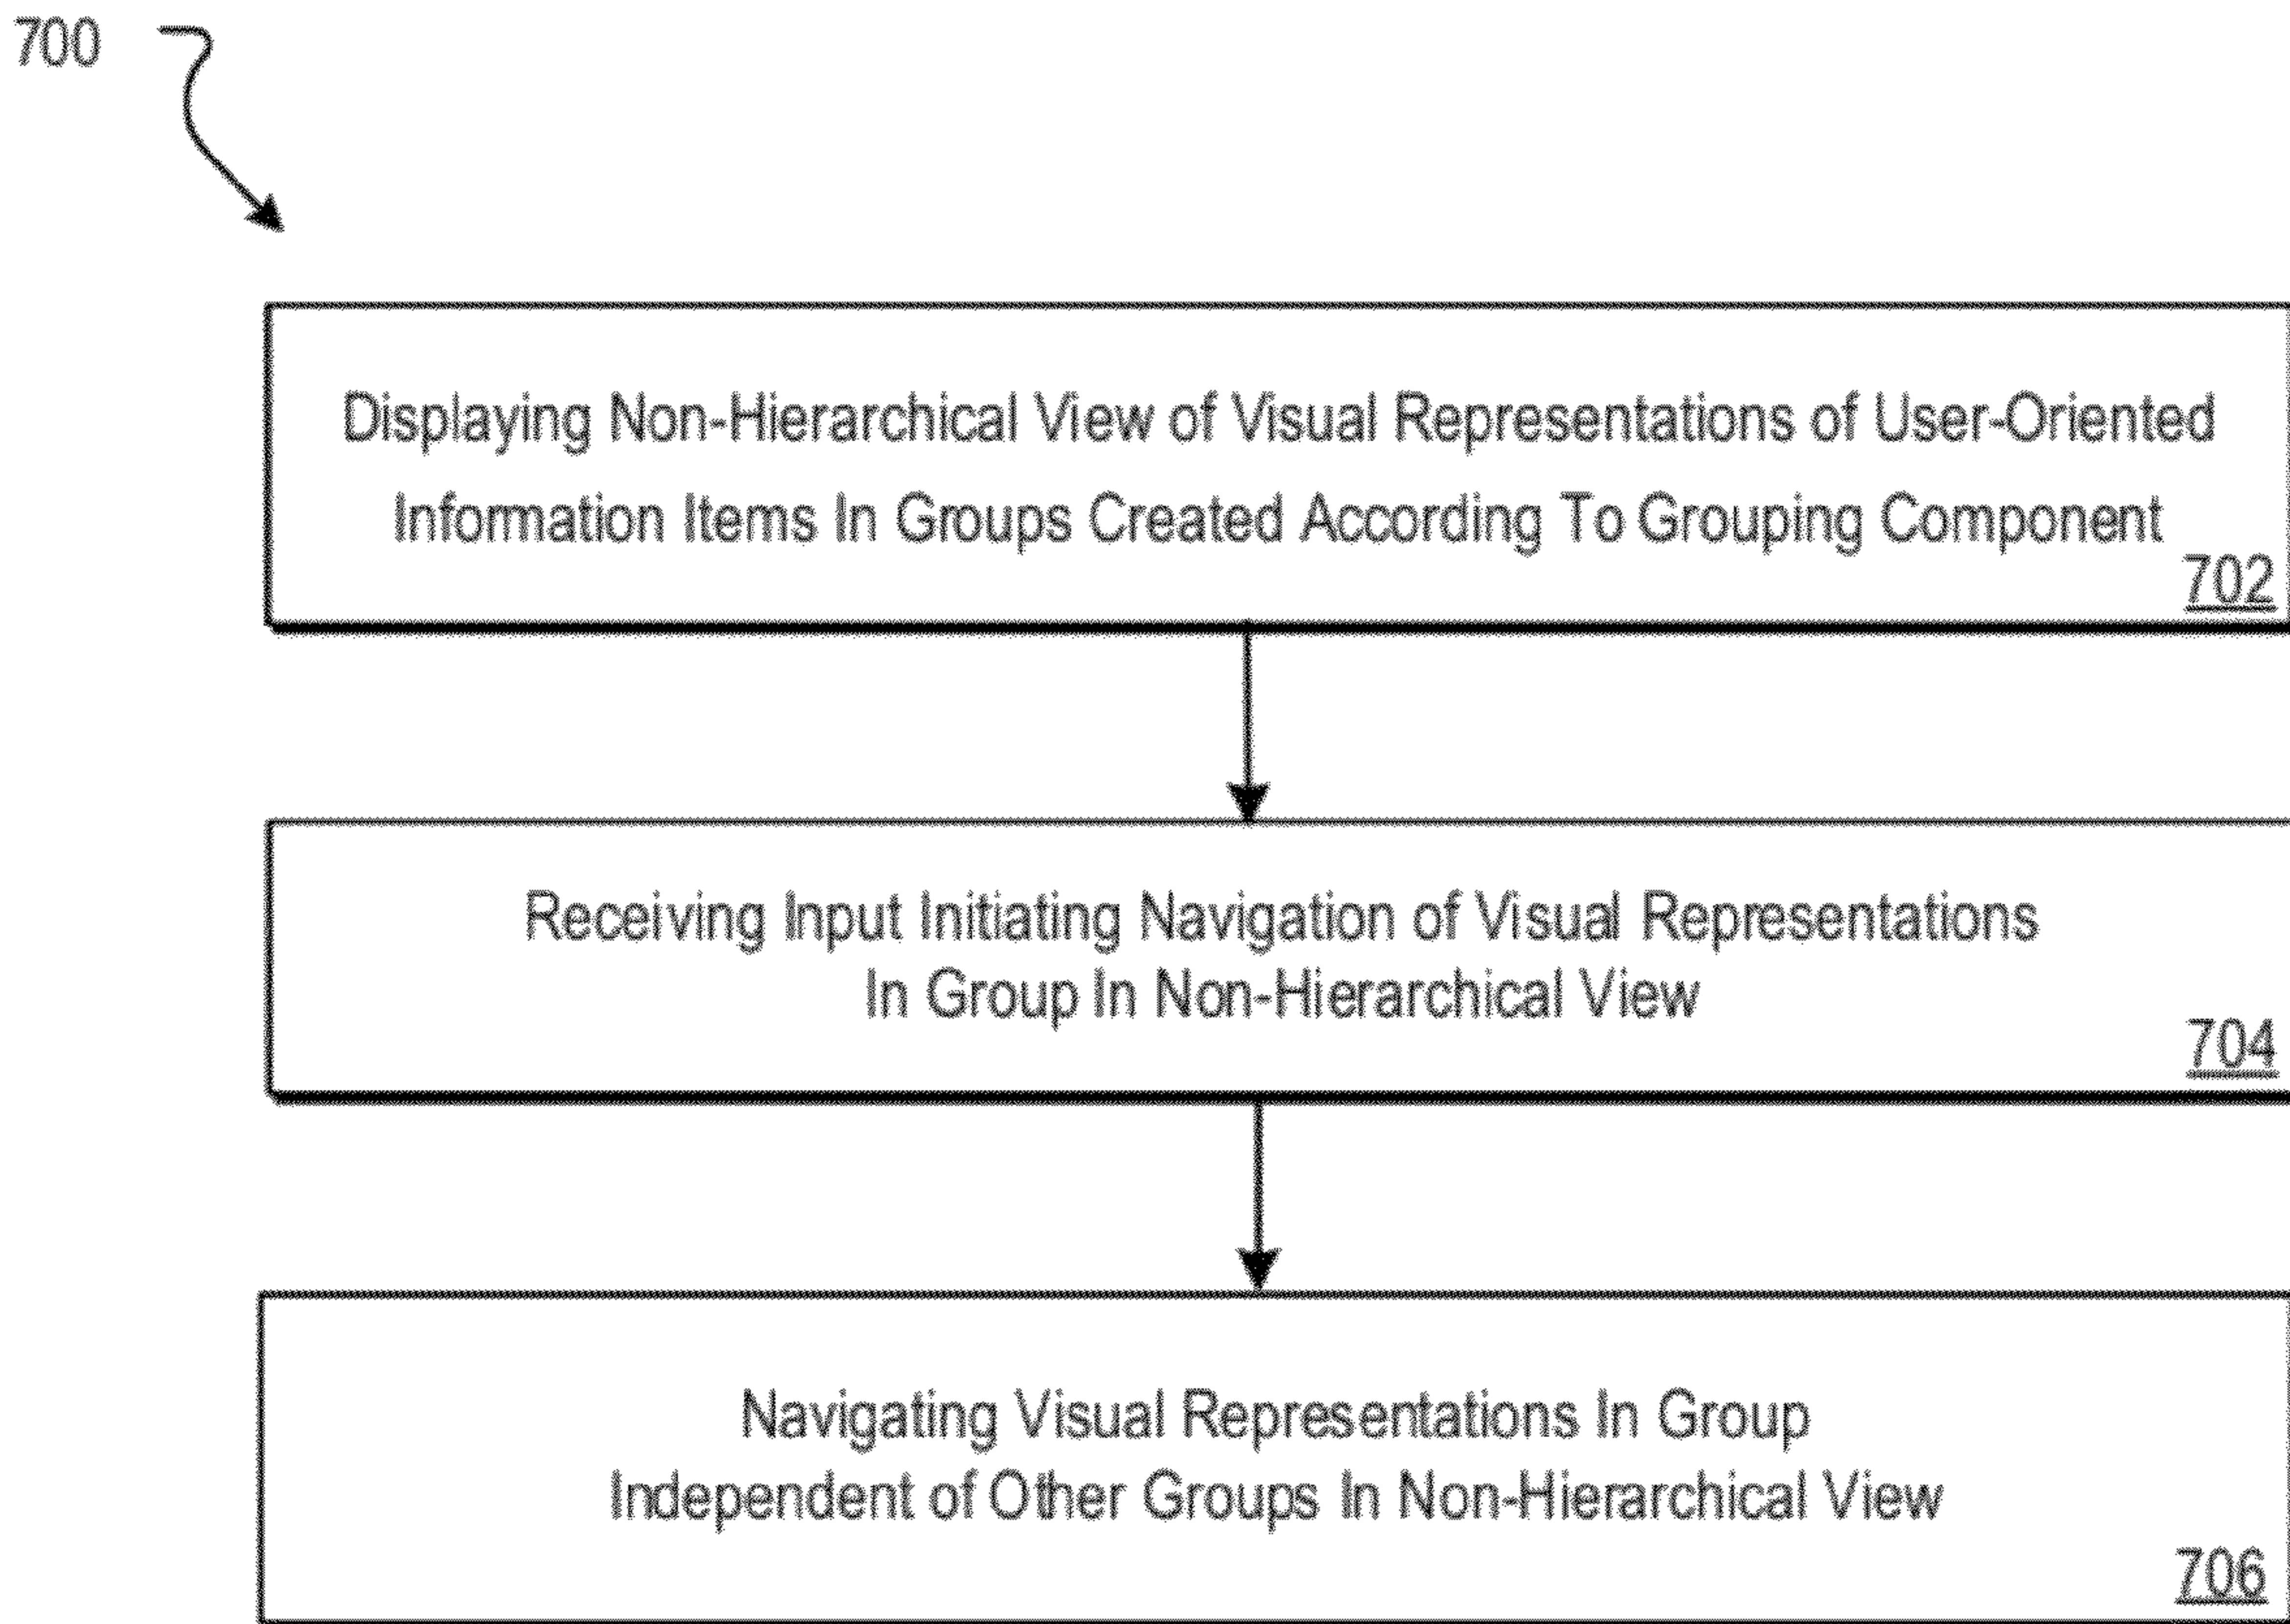 700
Displaying Non-Hierarchical View of Visual Representations of User-Oriented
Information Items In Groups Created According To Grouping Component
702
Receiving Input Initiating Navigation of Visual Representations
In Group In Non-Hierarchical View
704
Navigating Visual Representations In Group
Independent of Other Groups In Non-Hierarchical View
706